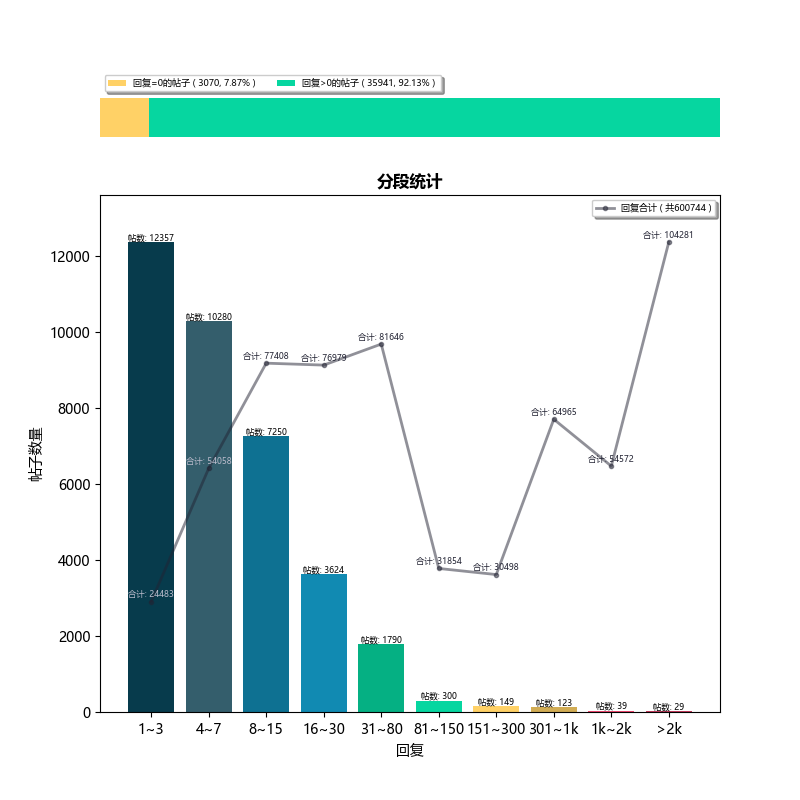 回复=0的帖子 ( 3070, 7.87% ) 回复>0的帖子 ( 35941, 92.13% )
分段统计
回复合计 ( 共600744 )
合计: 104281
帖数: 12357
12000
帖数: 10280
10000
合计: 77408
合计: 76979
合计: 81646
8000
合计: 64965
帖数: 7250
帖子数量
合计: 54058
合计: 54572
6000
4000
帖数: 3624
合计: 31854
合计: 30498
合计: 24483
2000
帖数: 1790
帖数: 300
帖数: 149
帖数: 123
帖数: 39
帖数: 29
0
1~3 4~7 8~15 16~30 31~80 81~150 151~300 301~1k 1k~2k >2k
回复